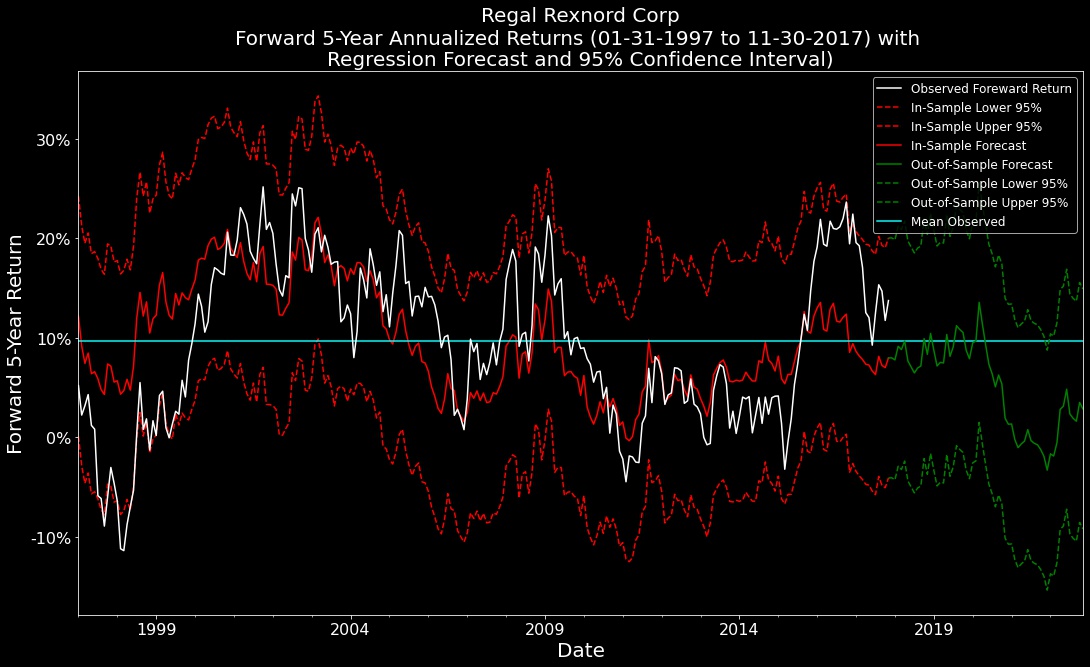 Regal Rexnord Corp
Forward 5-Year Annualized Returns (01-31-1997 to 11-30-2017) with
Regression Forecast and 95% Confidence Interval)
Observed Foreward Return
In-Sample Lower 95%
In-Sample Upper 95%
In-Sample Forecast
Out-of-Sample Forecast
Out-of-Sample Lower 95%
Out-of-Sample Upper 95%
Mean Observed
Forward 5-Year Return
30%
20%
10%
0%
-10%
1999 2004 2009 2014 2019
Date